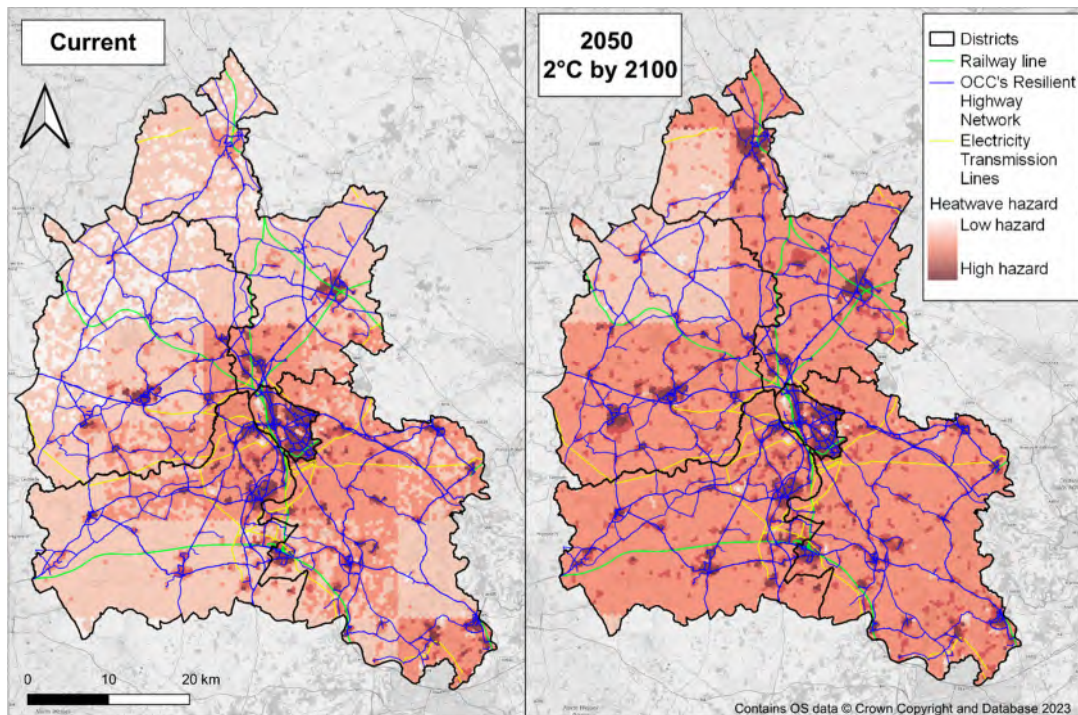 Current
2050
2°C by 2100
Districts
Railway line
OCC's Resilient
Highway
Network
Electricity
Transmission
Lines
Heatwave hazard
Low hazard
High hazard
0 10 20 km
Contains OS data © Crown Copyright and Database 2023